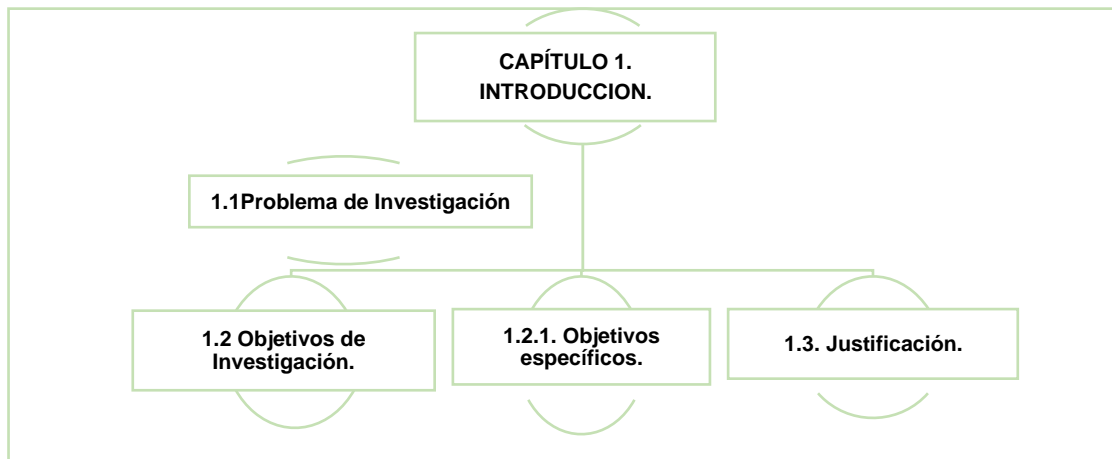 CAPÍTULO 1.
INTRODUCCION.
1.1Problema de Investigación
1.2 Objetivos de
Investigación.
1.2.1. Objetivos
específicos.
1.3. Justificación.